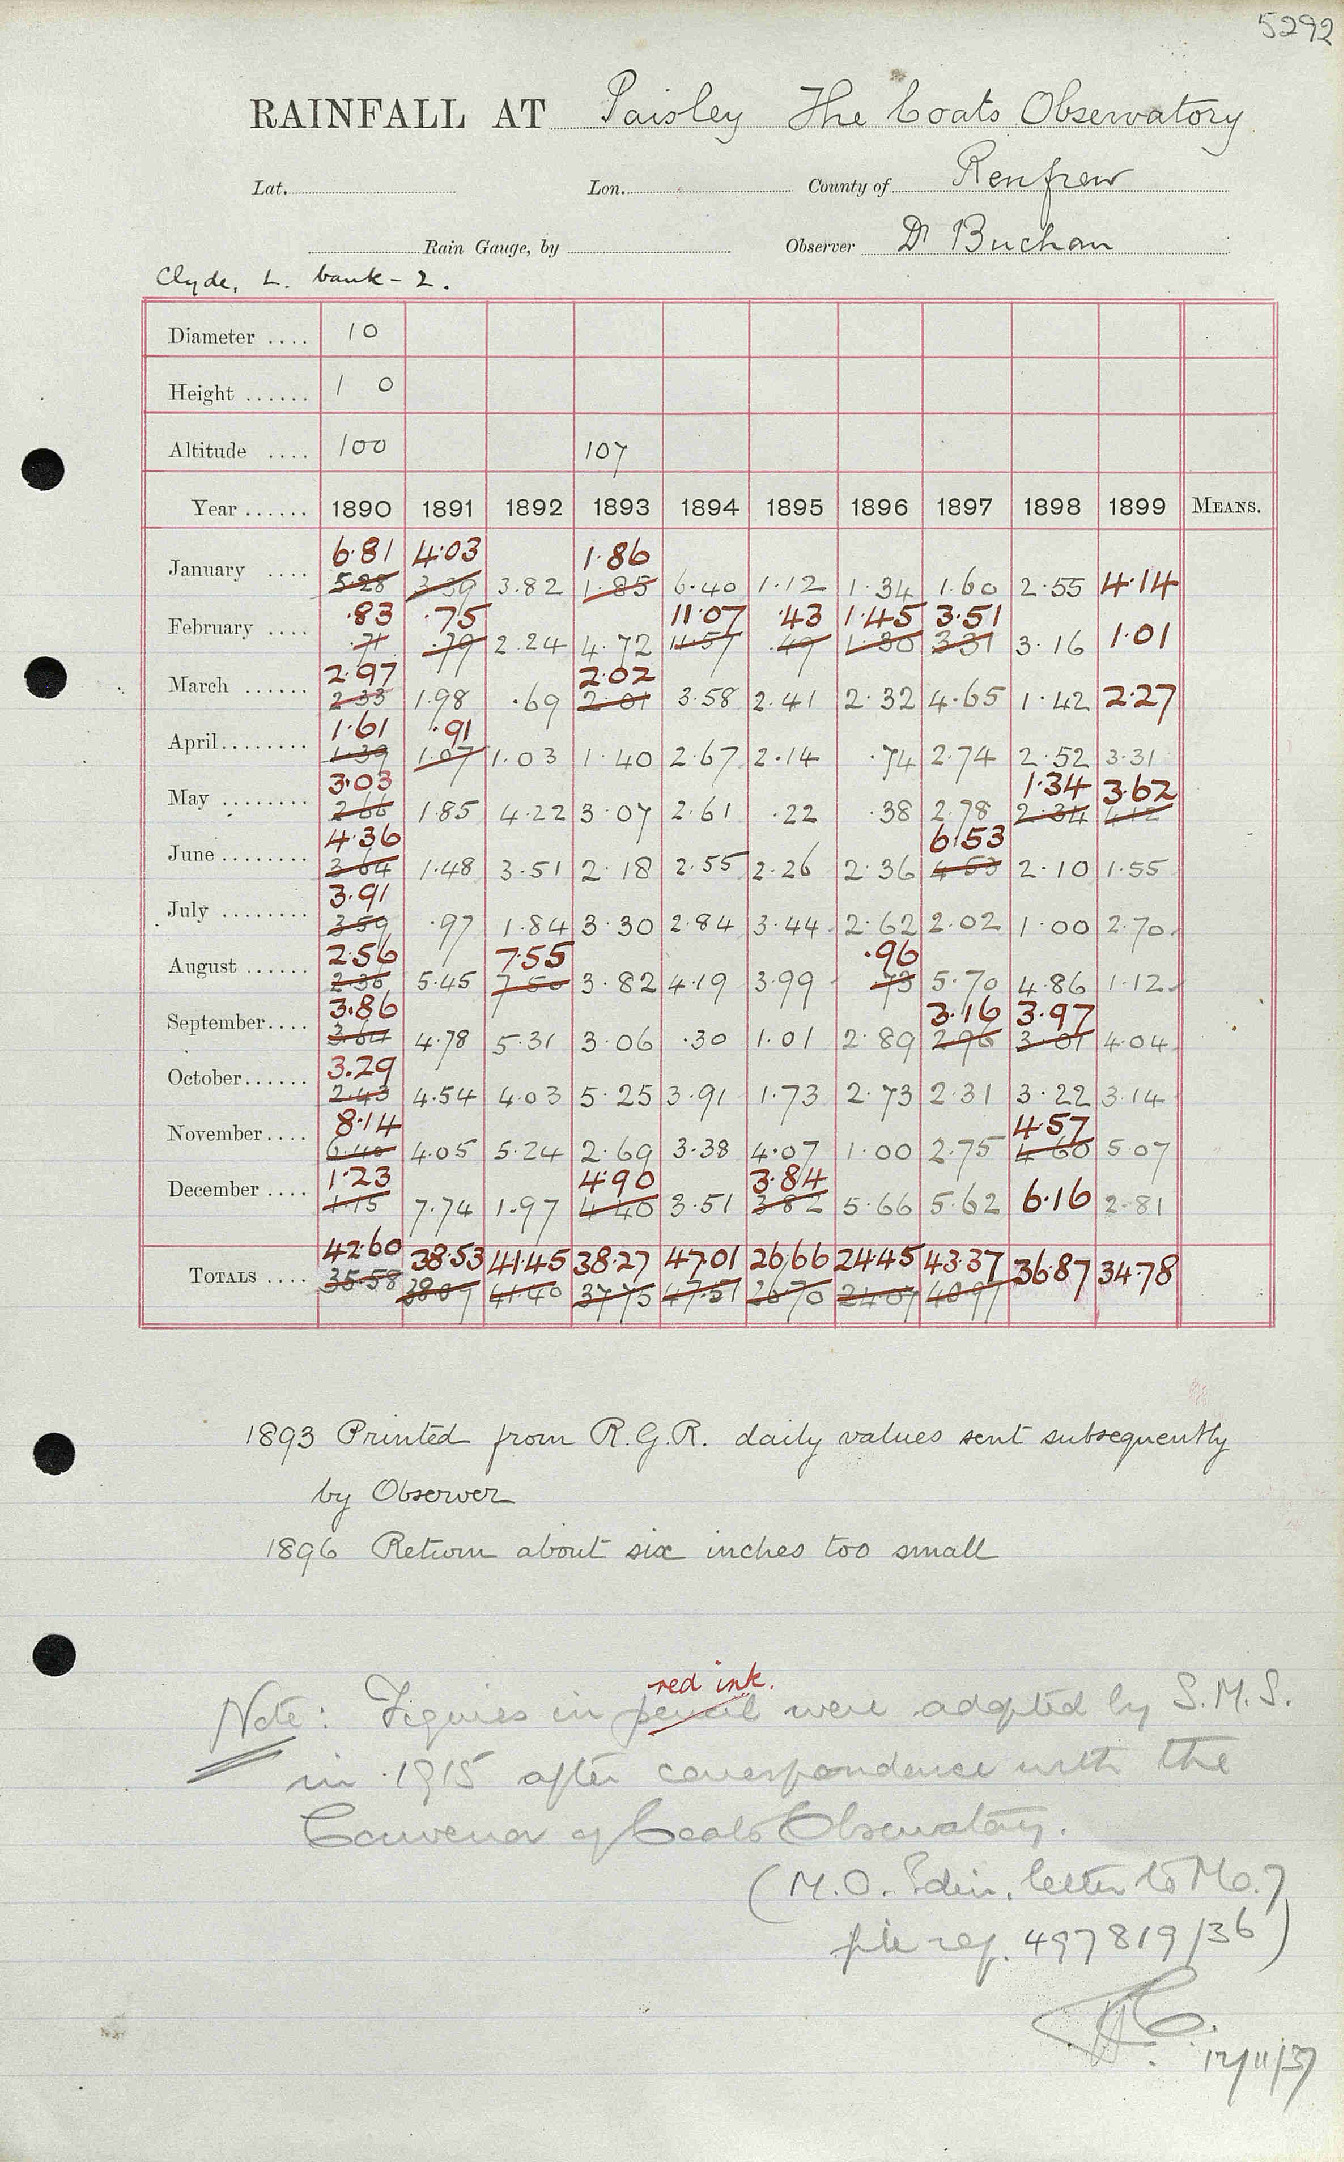 5292
RAINFALL AT Paisley The Coats Observatory
Lat. Lon. County of Renfrew
Rain Gauge, by Observer Dr Buchan
Clyde, L. bank - 2.
Diameter .... 10
Height ...... 1 0
Altitude .... 100 107
Year ...... 1890 1891 1892 1893 1894 1895 1896 1897 1898 1899 MEANS.
6.81 4.03 1.86
January .... 5.28 3.39 3.82 1.85 6.40 1.12 1.34 1.60 2.55 4.14
.83 .75 11.07 .43 1.45 3.51
February .... .71 .79 2.24 4.72 11.57 .47 1.30 3.31 3.16 1.01
2.97 2.02
March ...... 2.33 1.98 .69 2.01 3.58 2.41 2.32 4.65 1.42 2.27
1.61 .91
April........ 1.39 1.07 1.03 1.40 2.67 2.14 .74 2.74 2.52 3.31
3.03 1.34 3.62
May ........ 2.66 1.85 4.22 3.07 2.61 .22 .38 2.78 2.34 4.12
4.36 6.53
June ........ 3.64 1.48 3.51 2.18 2.55 2.26 2.36 4.53 2.10 1.55
3.91
July ........ 3.59 .97 1.84 3.30 2.84 3.44 2.62 2.02 1.00 2.70
2.56 7.55 .96
August ...... 2.36 5.45 7.50 3.82 4.19 3.99 .73 5.70 4.86 1.12
3.86 3.16 3.97
September.... 3.64 4.78 5.31 3.06 .30 1.01 2.89 2.96 3.01 4.04
3.29
October...... 2.43 4.54 4.03 5.25 3.91 1.73 2.73 2.31 3.22 3.14
8.14 4.57
November.... 6.40 4.05 5.24 2.69 3.38 4.07 1.00 2.75 4.60 5.07
1.23 4.90 3.84
December .... 1.15 7.74 1.97 4.40 3.51 3.82 5.66 5.62 6.16 2.81
42.60 38.53 41.45 38.27 47.01 26.66 24.45 43.37 36.87 34.78
TOTALS .... 35.58 38.09 41.40 37.75 47.51 26.70 24.07 40.97
1893 Printed from R.G.R. daily values sent subsequently
by Observer
1896 Return about six inches too small
red ink.
Note: Figures in pencil were adopted by S.M.S.
in 1915 after correspondence with the
Convenor of Coats Observatory.
(M.O. Edin. letter to M.O.
file ref. 497819/36)
12/11/37